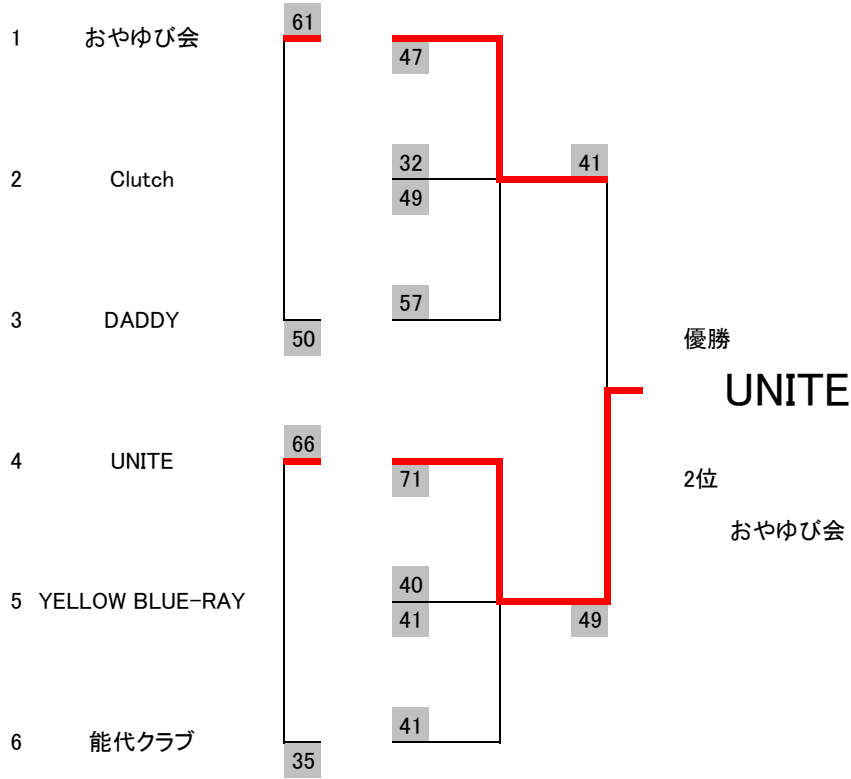 61
1 おやゆび会
47
32 41
2 Clutch
49
57
3 DADDY
50 優勝
UNITE
66
4 UNITE
71 2位
おやゆび会
40
5 YELLOW BLUE-RAY
41 49
41
6 能代クラブ
35